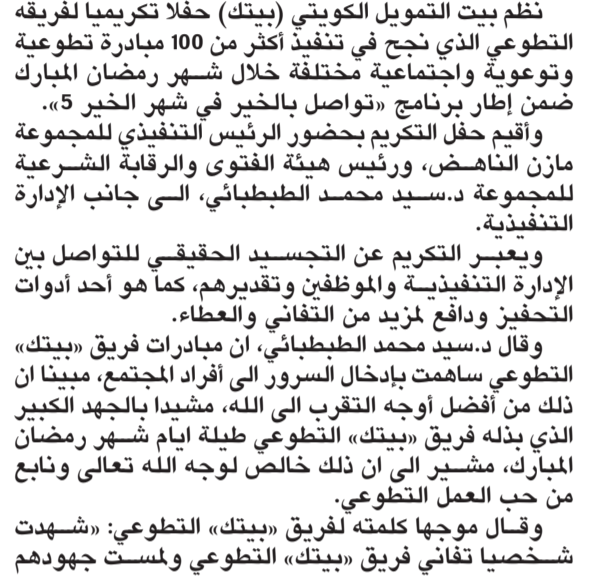 نظم بيت التمويل الكويتي (بيتك) حفلا تكريميا لفريقه
التطوعي الذي نجح في تنفيذ أكثر من 100 مبادرة تطوعية
وتوعوية واجتماعية مختلفة خلال شهر رمضان المبارك
ضمن إطار برنامج «تواصل بالخير في شهر الخير 5».
وأقيم حفل التكريم بحضور الرئيس التنفيذي للمجموعة
مازن الناهض، ورئيس هيئة الفتوى والرقابة الشرعية
للمجموعة د.سيد محمد الطبطبائي، الى جانب الإدارة
التنفيذية.
ويعبر التكريم عن التجسيد الحقيقي للتواصل بين
الإدارة التنفيذية والموظفين وتقديرهم، كما هو أحد أدوات
التحفيز ودافع لمزيد من التفاني والعطاء.
وقال د.سيد محمد الطبطبائي، ان مبادرات فريق «بيتك»
التطوعي ساهمت بإدخال السرور الى أفراد المجتمع، مبينا ان
ذلك من أفضل أوجه التقرب الى الله، مشيدا بالجهد الكبير
الذي بذله فريق «بيتك» التطوعي طيلة ايام شهر رمضان
المبارك، مشير الى ان ذلك خالص لوجه الله تعالى ونابع
من حب العمل التطوعي.
وقال موجها كلمته لفريق «بيتك» التطوعي: «شهدت
شخصيا تفاني فريق «بيتك» التطوعي ولمست جهودهم